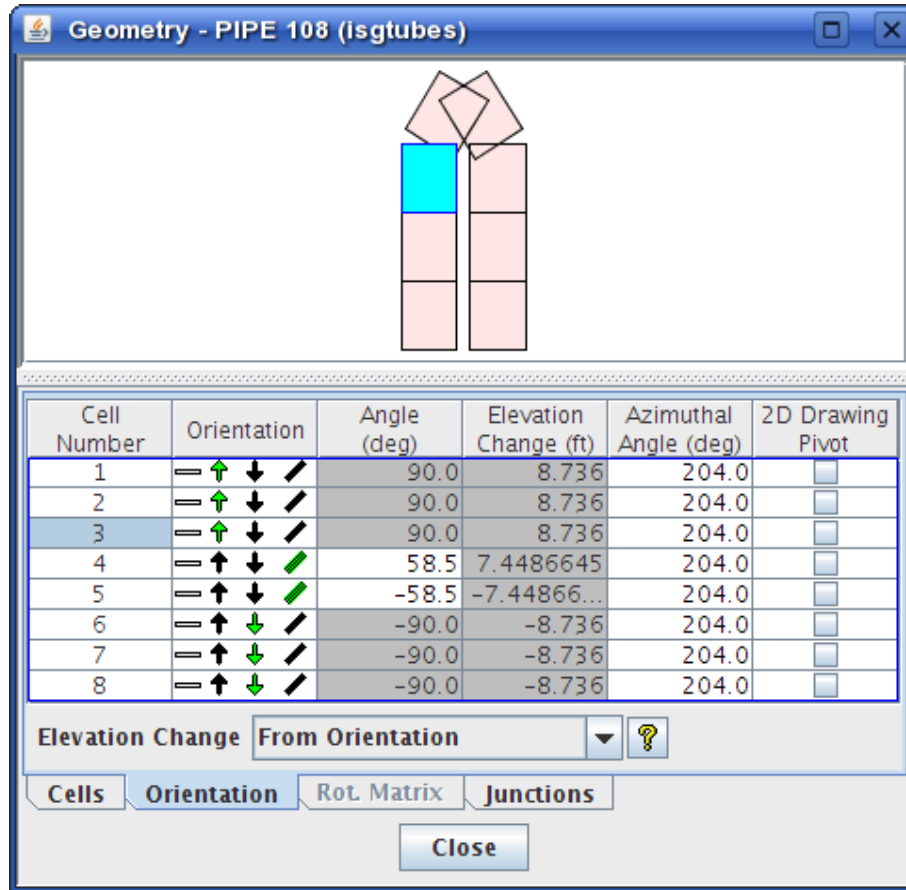 Geometry - PIPE 108 (isgtubes)
Cell Number Orientation Angle (deg) Elevation Change (ft) Azimuthal Angle (deg) 2D Drawing Pivot
1 90.0 8.736 204.0
2 90.0 8.736 204.0
3 90.0 8.736 204.0
4 58.5 7.4486645 204.0
5 -58.5 -7.44866... 204.0
6 -90.0 -8.736 204.0
7 -90.0 -8.736 204.0
8 -90.0 -8.736 204.0
Elevation Change From Orientation ?
Cells Orientation Rot. Matrix Junctions
Close